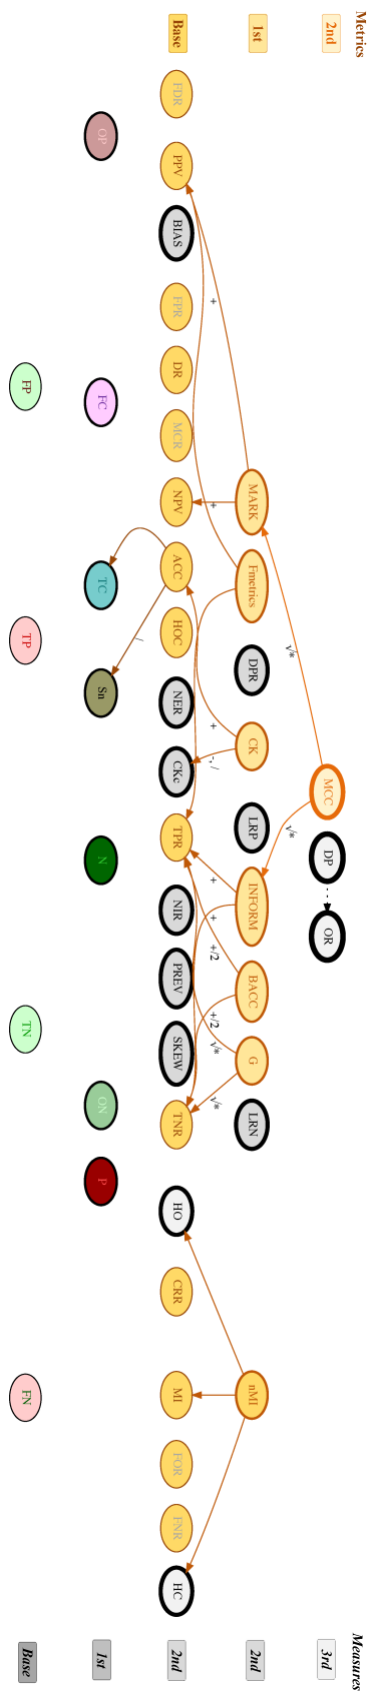 Metrics
2nd
1st
Base
MCC
DP
OR
MARK
Fmetrics
DPR
CK
LRP
INFORM
BACC
G
LRN
nMI
FDR
PPV
BIAS
FPR
DR
MCR
NPV
ACC
HOC
NER
CKc
TPR
NIR
PREV
SKEW
TNR
HO
CRR
MI
FOR
FNR
HC
OP
FC
TC
Sn
N
ON
P
FP
TP
TN
FN
√*
√*
+
+
+
-, /
/
+
+
+/2
+/2
√*
√*
Measures
3rd
2nd
2nd
1st
Base